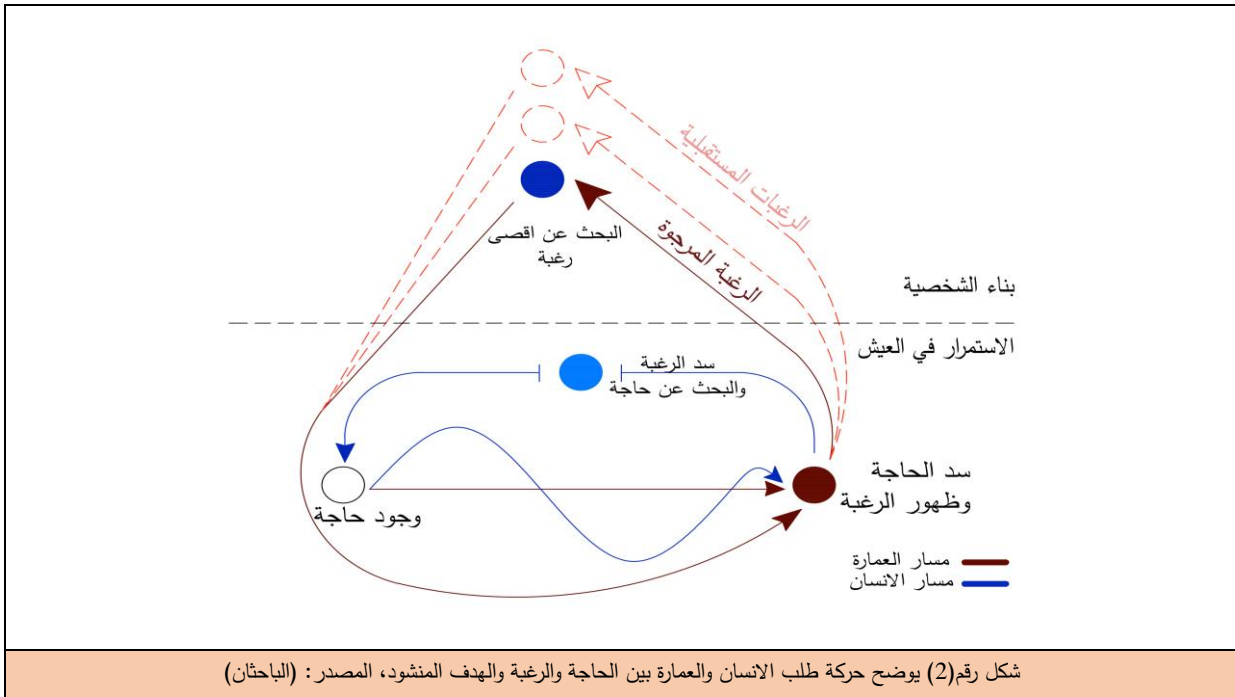 الرغبات المستقبلية
الرغبة المرجوة
البحث عن اقصى
رغبة
بناء الشخصية
الاستمرار في العيش
سد الرغبة
والبحث عن حاجة
سد الحاجة
وظهور الرغبة
وجود حاجة
مسار العمارة
مسار الانسان
شكل رقم(2) يوضح حركة طلب الانسان والعمارة بين الحاجة والرغبة والهدف المنشود، المصدر: (الباحثان)